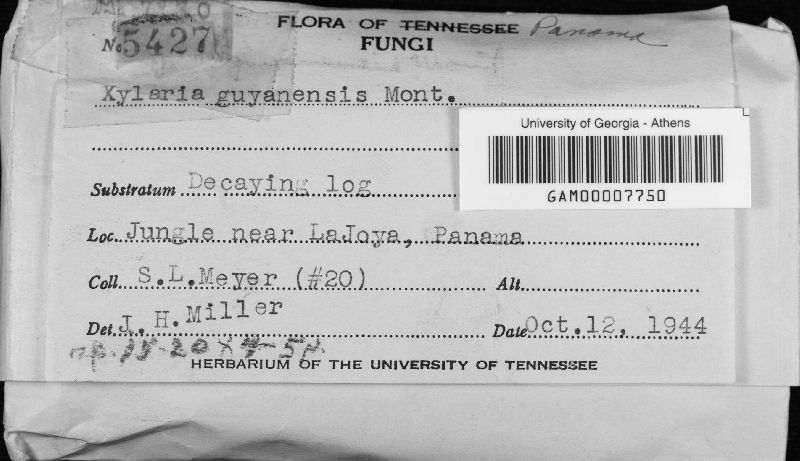 FLORA OF TENNESSEE Panama
No. 5427
FUNGI
Xylaria guyanensis Mont.
University of Georgia - Athens
GAM00007750
Substratum Decaying log
Loc. Jungle near LaJoya, Panama
Coll. S.L.Meyer (#20) Alt.
Det. J.H.Miller Date Oct.12, 1944
HERBARIUM OF THE UNIVERSITY OF TENNESSEE